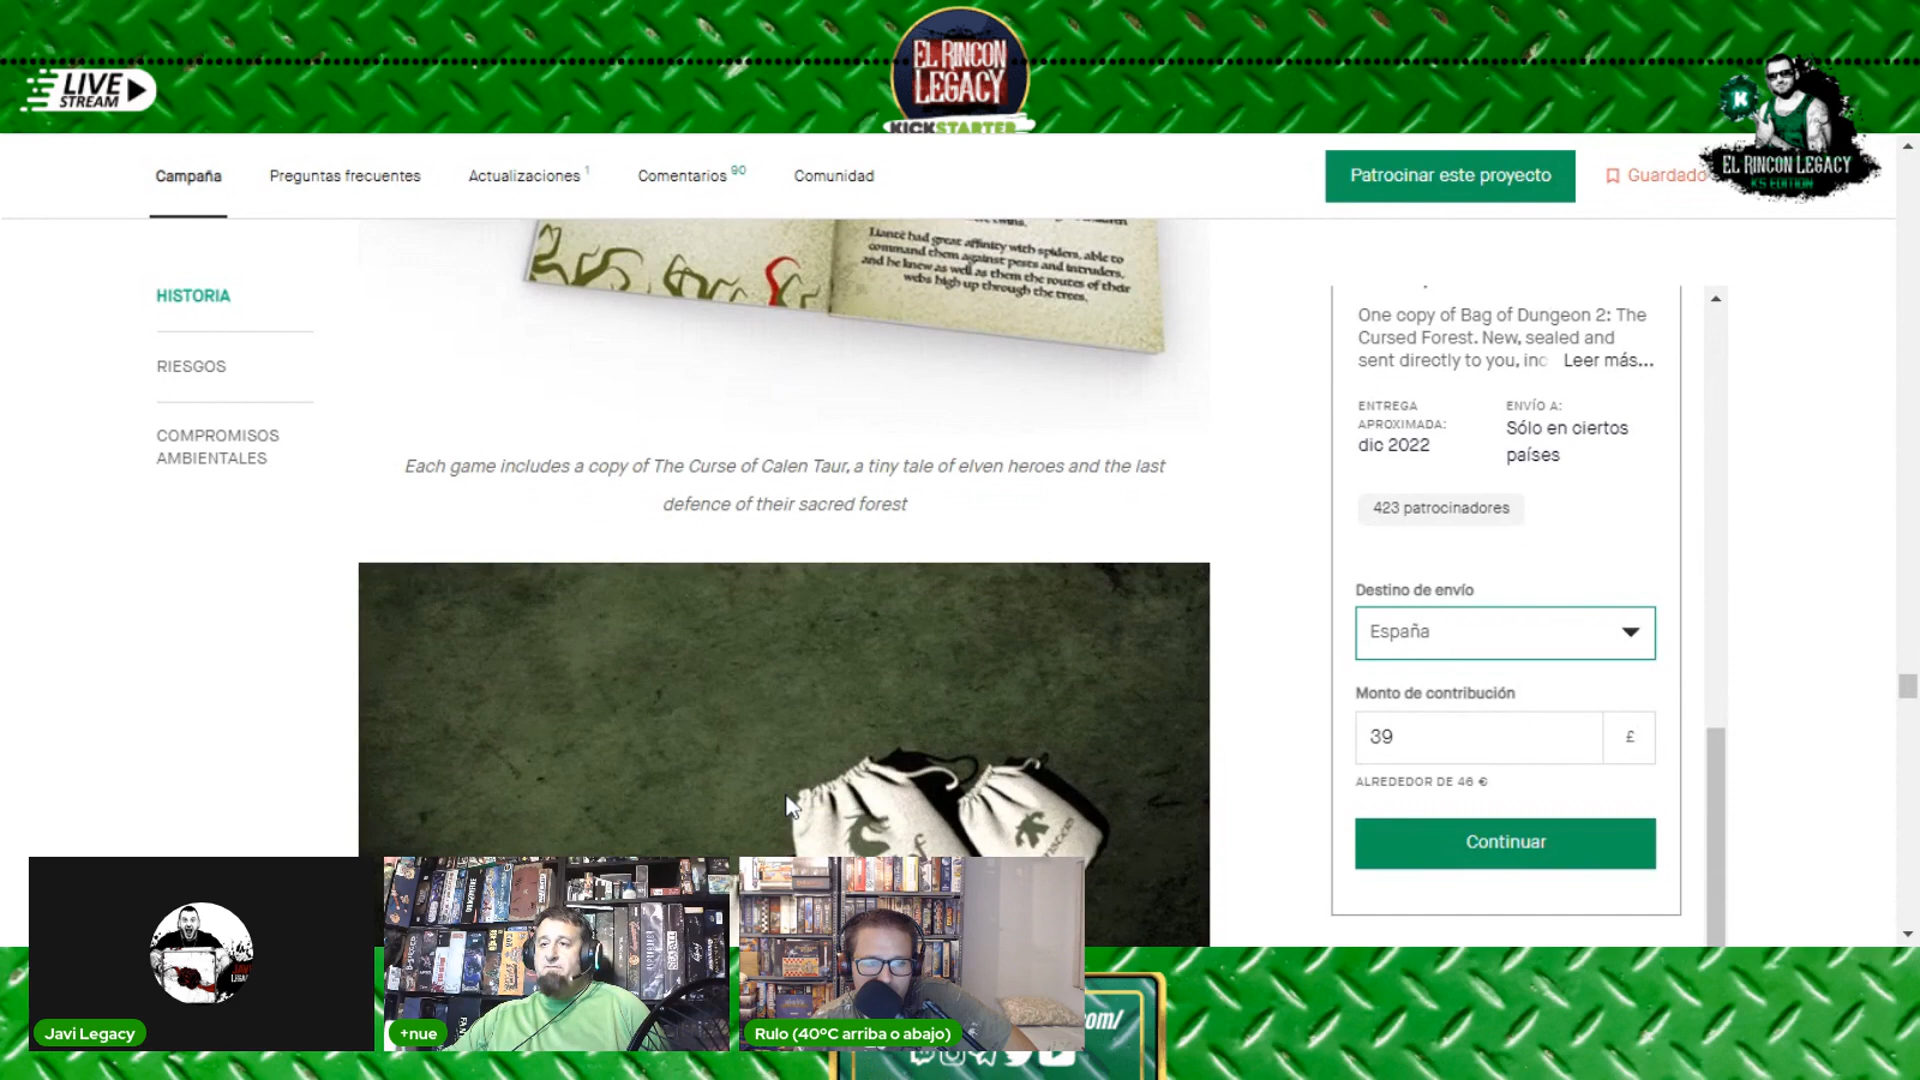 LIVE
STREAM
EL RINCON
LEGACY
KICKSTARTER
K
EL RINCON LEGACY
KS EDITION
Campaña
Preguntas frecuentes
Actualizaciones 1
Comentarios 90
Comunidad
Patrocinar este proyecto
Guardado
HISTORIA
RIESGOS
COMPROMISOS
AMBIENTALES
Liancë had great affinity with spiders, able to
command them against pests and intruders,
and he knew as well as them the routes of their
webs high up through the trees.
Each game includes a copy of The Curse of Calen Taur, a tiny tale of elven heroes and the last
defence of their sacred forest
One copy of Bag of Dungeon 2: The
Cursed Forest. New, sealed and
sent directly to you, inc Leer más...
ENTREGA
APROXIMADA:
dic 2022
ENVÍO A:
Sólo en ciertos
países
423 patrocinadores
Destino de envío
España
Monto de contribución
39
£
ALREDEDOR DE 46 €
Continuar
Javi Legacy
+nue
Rulo (40ºC arriba o abajo)
om/